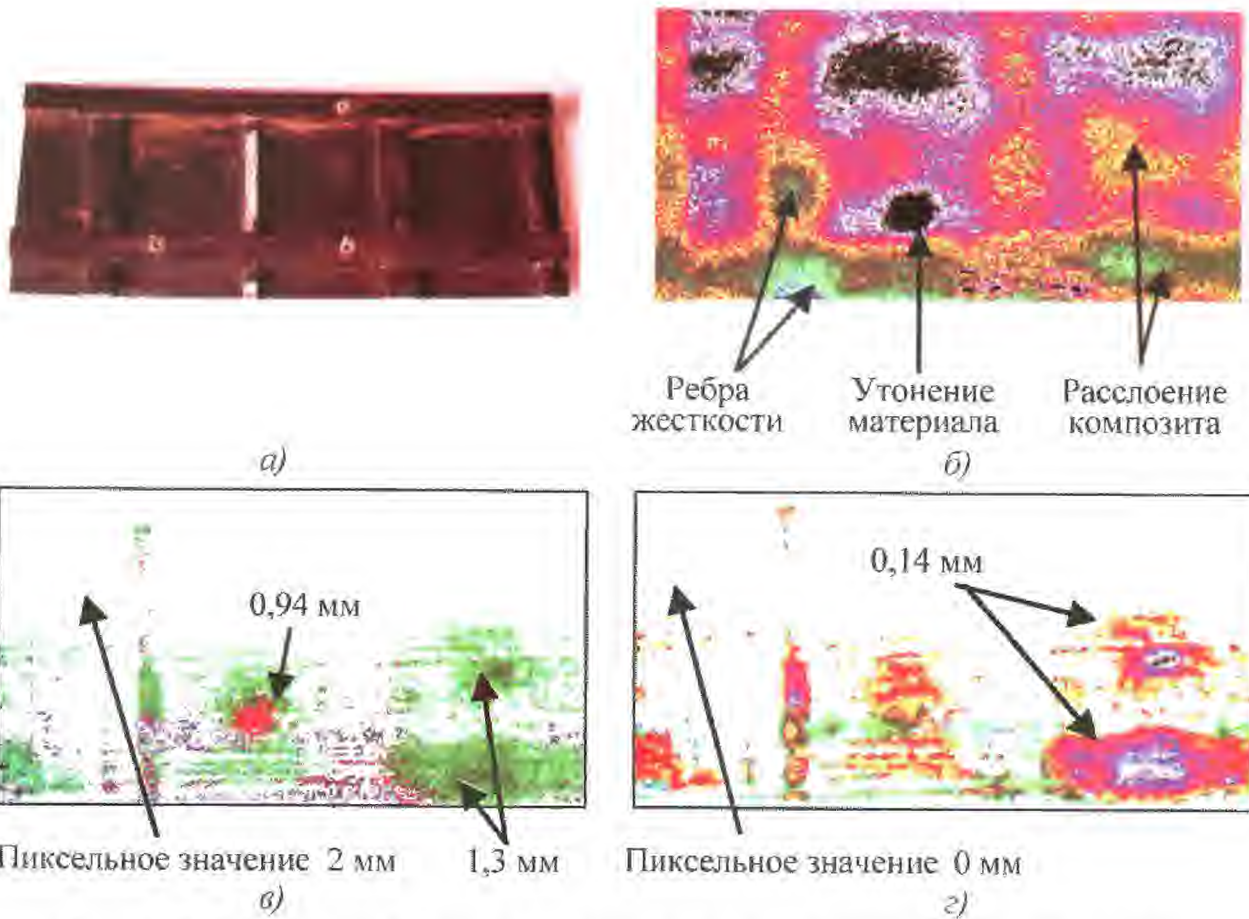 Ребра
жесткости
Утонение
материала
Расслоение
композита
а)
б)
0,94 мм
0,14 мм
Пиксельное значение 2 мм
1,3 мм
Пиксельное значение 0 мм
в)
г)